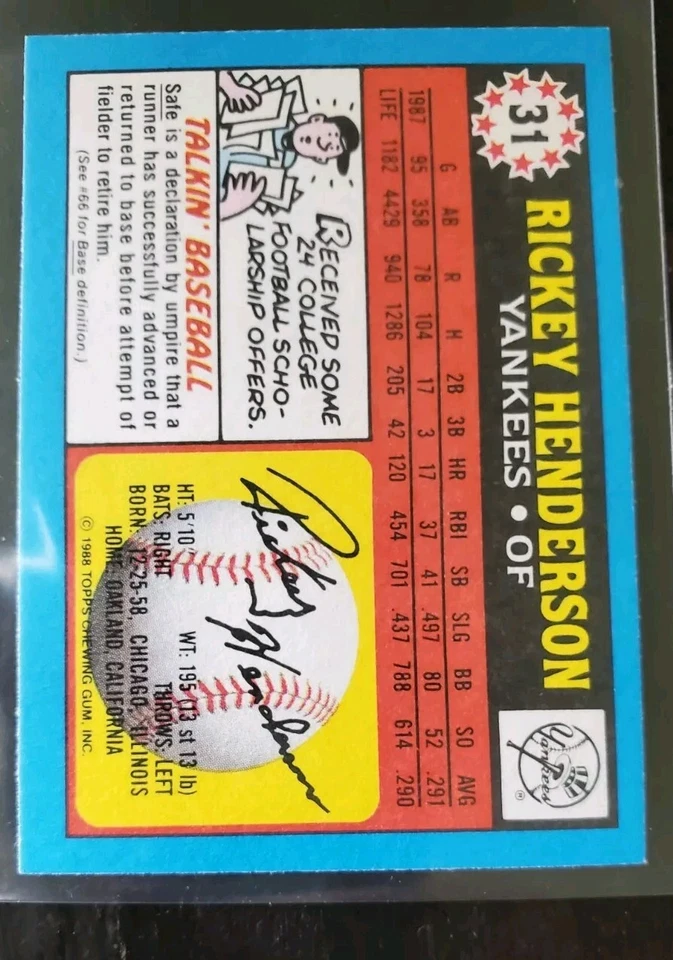 31
RICKEY HENDERSON
YANKEES • OF
Yankees
®
G AB R H 2B 3B HR RBI SB SLG BB SO AVG
1987 95 358 78 104 17 3 17 37 41 .497 80 52 .291
LIFE 1182 4429 940 1286 205 42 120 454 701 .437 788 614 .290
RECEIVED SOME
24 COLLEGE
FOOTBALL SCHO-
LARSHIP OFFERS.
TALKIN' BASEBALL
Safe is a declaration by umpire that a
runner has successfully advanced or
returned to base before attempt of
fielder to retire him.
(See #66 for Base definition.)
Rickey Henderson
HT: 5'10" WT: 195 (13 st 13 lb)
BATS: RIGHT THROWS: LEFT
BORN: 12-25-58, CHICAGO, ILLINOIS
HOME: OAKLAND, CALIFORNIA
© 1988 TOPPS CHEWING GUM, INC.